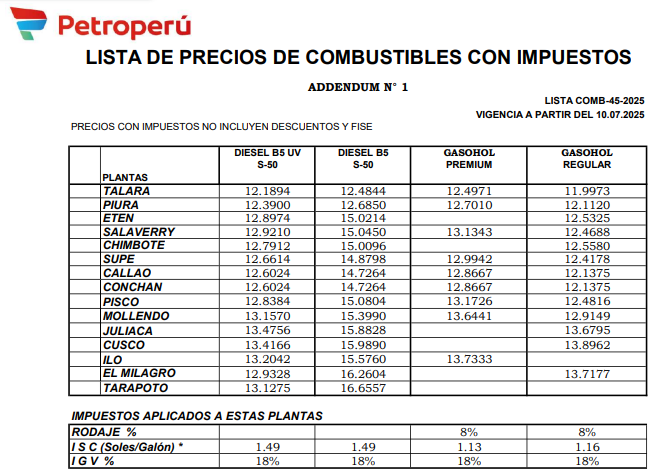 Petroperú
LISTA DE PRECIOS DE COMBUSTIBLES CON IMPUESTOS
ADDENDUM N° 1
LISTA COMB-45-2025
VIGENCIA A PARTIR DEL 10.07.2025
PRECIOS CON IMPUESTOS NO INCLUYEN DESCUENTOS Y FISE
PLANTAS DIESEL B5 UV S-50 DIESEL B5 S-50 GASOHOL PREMIUM GASOHOL REGULAR
TALARA 12.1894 12.4844 12.4971 11.9973
PIURA 12.3900 12.6850 12.7010 12.1120
ETEN 12.8974 15.0214 12.5325
SALAVERRY 12.9210 15.0450 13.1343 12.4688
CHIMBOTE 12.7912 15.0096 12.5580
SUPE 12.6614 14.8798 12.9942 12.4178
CALLAO 12.6024 14.7264 12.8667 12.1375
CONCHAN 12.6024 14.7264 12.8667 12.1375
PISCO 12.8384 15.0804 13.1726 12.4816
MOLLENDO 13.1570 15.3990 13.6441 12.9149
JULIACA 13.4756 15.8828 13.6795
CUSCO 13.4166 15.9890 13.8962
ILO 13.2042 15.5760 13.7333
EL MILAGRO 12.9328 16.2604 13.7177
TARAPOTO 13.1275 16.6557
IMPUESTOS APLICADOS A ESTAS PLANTAS
RODAJE % 8% 8%
I S C (Soles/Galón) * 1.49 1.49 1.13 1.16
I G V % 18% 18% 18% 18%